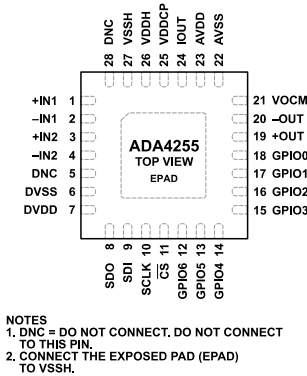 28 DNC
27 VSSH
26 VDDH
25 VDDCP
24 IOUT
23 AVDD
22 AVSS
+IN1 1
–IN1 2
+IN2 3
–IN2 4
DNC 5
DVSS 6
DVDD 7
ADA4255
TOP VIEW
EPAD
21 VOCM
20 –OUT
19 +OUT
18 GPIO0
17 GPIO1
16 GPIO2
15 GPIO3
SDO 8
SDI 9
SCLK 10
CS 11
GPIO6 12
GPIO5 13
GPIO4 14
NOTES
1. DNC = DO NOT CONNECT. DO NOT CONNECT
TO THIS PIN.
2. CONNECT THE EXPOSED PAD (EPAD)
TO VSSH.